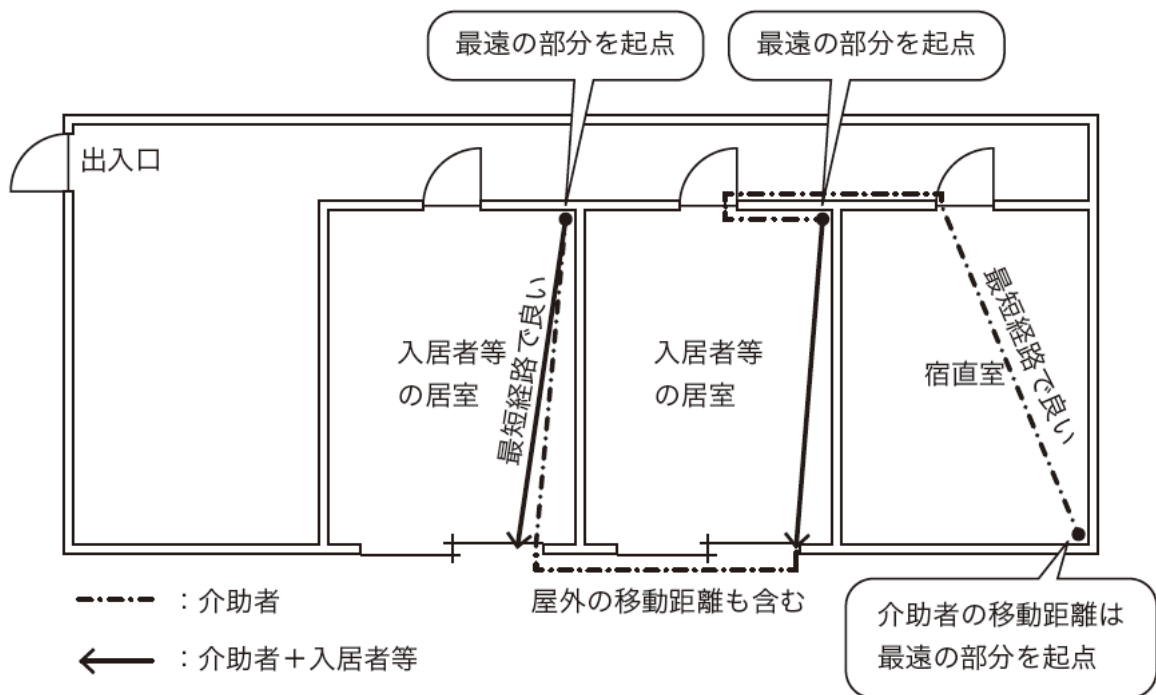 最遠の部分を起点
最遠の部分を起点
出入口
入居者等
の居室
最短経路で良い
入居者等
の居室
宿直室
最短経路で良い
屋外の移動距離も含む
:介助者
:介助者+入居者等
介助者の移動距離は
最遠の部分を起点